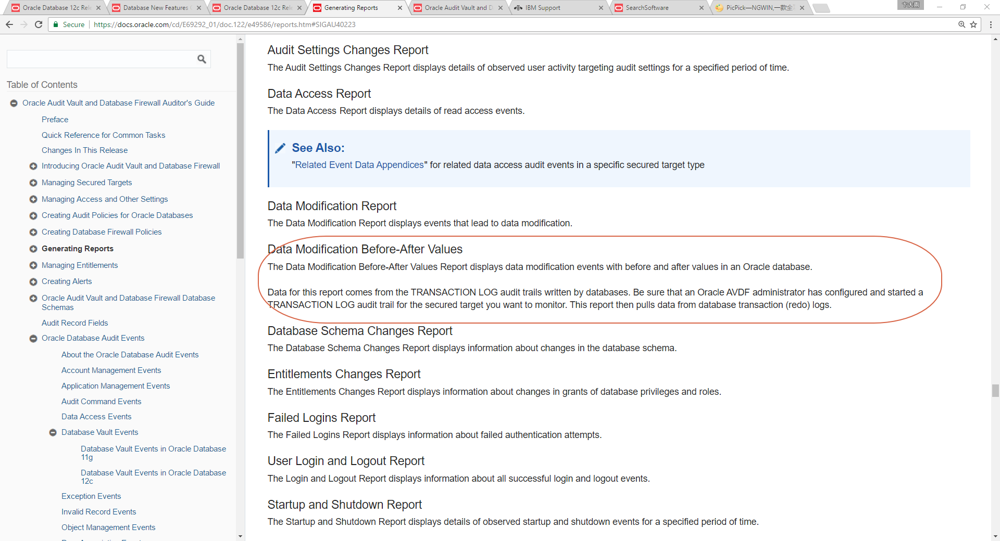 Oracle Database 12c Rele
Database New Features
Oracle Database 12c Rele
Generating Reports
Oracle Audit Vault and D
IBM Support
SearchSoftware
PicPick—NGWIN,一款全
卞大雨
Secure
https://docs.oracle.com/cd/E69292_01/doc.122/e49586/reports.htm#SIGAU40223
Table of Contents
Oracle Audit Vault and Database Firewall Auditor's Guide
Preface
Quick Reference for Common Tasks
Changes In This Release
Introducing Oracle Audit Vault and Database Firewall
Managing Secured Targets
Managing Access and Other Settings
Creating Audit Policies for Oracle Databases
Creating Database Firewall Policies
Generating Reports
Managing Entitlements
Creating Alerts
Oracle Audit Vault and Database Firewall Database
Schemas
Audit Record Fields
Oracle Database Audit Events
About the Oracle Database Audit Events
Account Management Events
Application Management Events
Audit Command Events
Data Access Events
Database Vault Events
Database Vault Events in Oracle Database
11g
Database Vault Events in Oracle Database
12c
Exception Events
Invalid Record Events
Object Management Events
Audit Settings Changes Report
The Audit Settings Changes Report displays details of observed user activity targeting audit settings for a specified period of time.
Data Access Report
The Data Access Report displays details of read access events.
See Also:
"Related Event Data Appendices" for related data access audit events in a specific secured target type
Data Modification Report
The Data Modification Report displays events that lead to data modification.
Data Modification Before-After Values
The Data Modification Before-After Values Report displays data modification events with before and after values in an Oracle database.
Data for this report comes from the TRANSACTION LOG audit trails written by databases. Be sure that an Oracle AVDF administrator has configured and started a
TRANSACTION LOG audit trail for the secured target you want to monitor. This report then pulls data from database transaction (redo) logs.
Database Schema Changes Report
The Database Schema Changes Report displays information about changes in the database schema.
Entitlements Changes Report
The Entitlements Changes Report displays information about changes in grants of database privileges and roles.
Failed Logins Report
The Failed Logins Report displays information about failed authentication attempts.
User Login and Logout Report
The Login and Logout Report displays information about all successful login and logout events.
Startup and Shutdown Report
The Startup and Shutdown Report displays details of observed startup and shutdown events for a specified period of time.